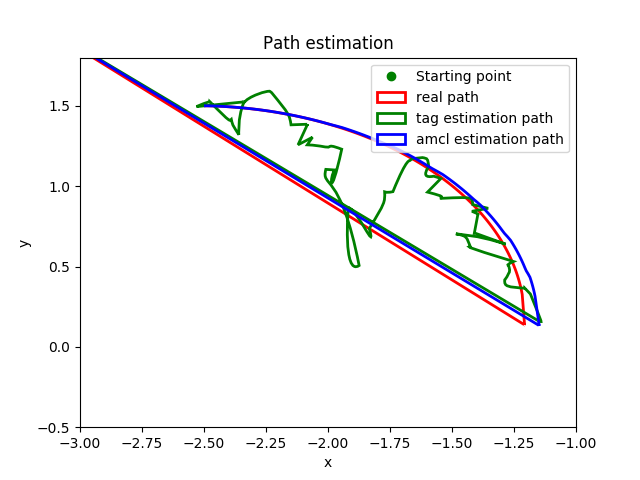 Path estimation
Starting point
real path
tag estimation path
amcl estimation path
y
1.5
1.0
0.5
0.0
−0.5
−3.00 −2.75 −2.50 −2.25 −2.00 −1.75 −1.50 −1.25 −1.00
x